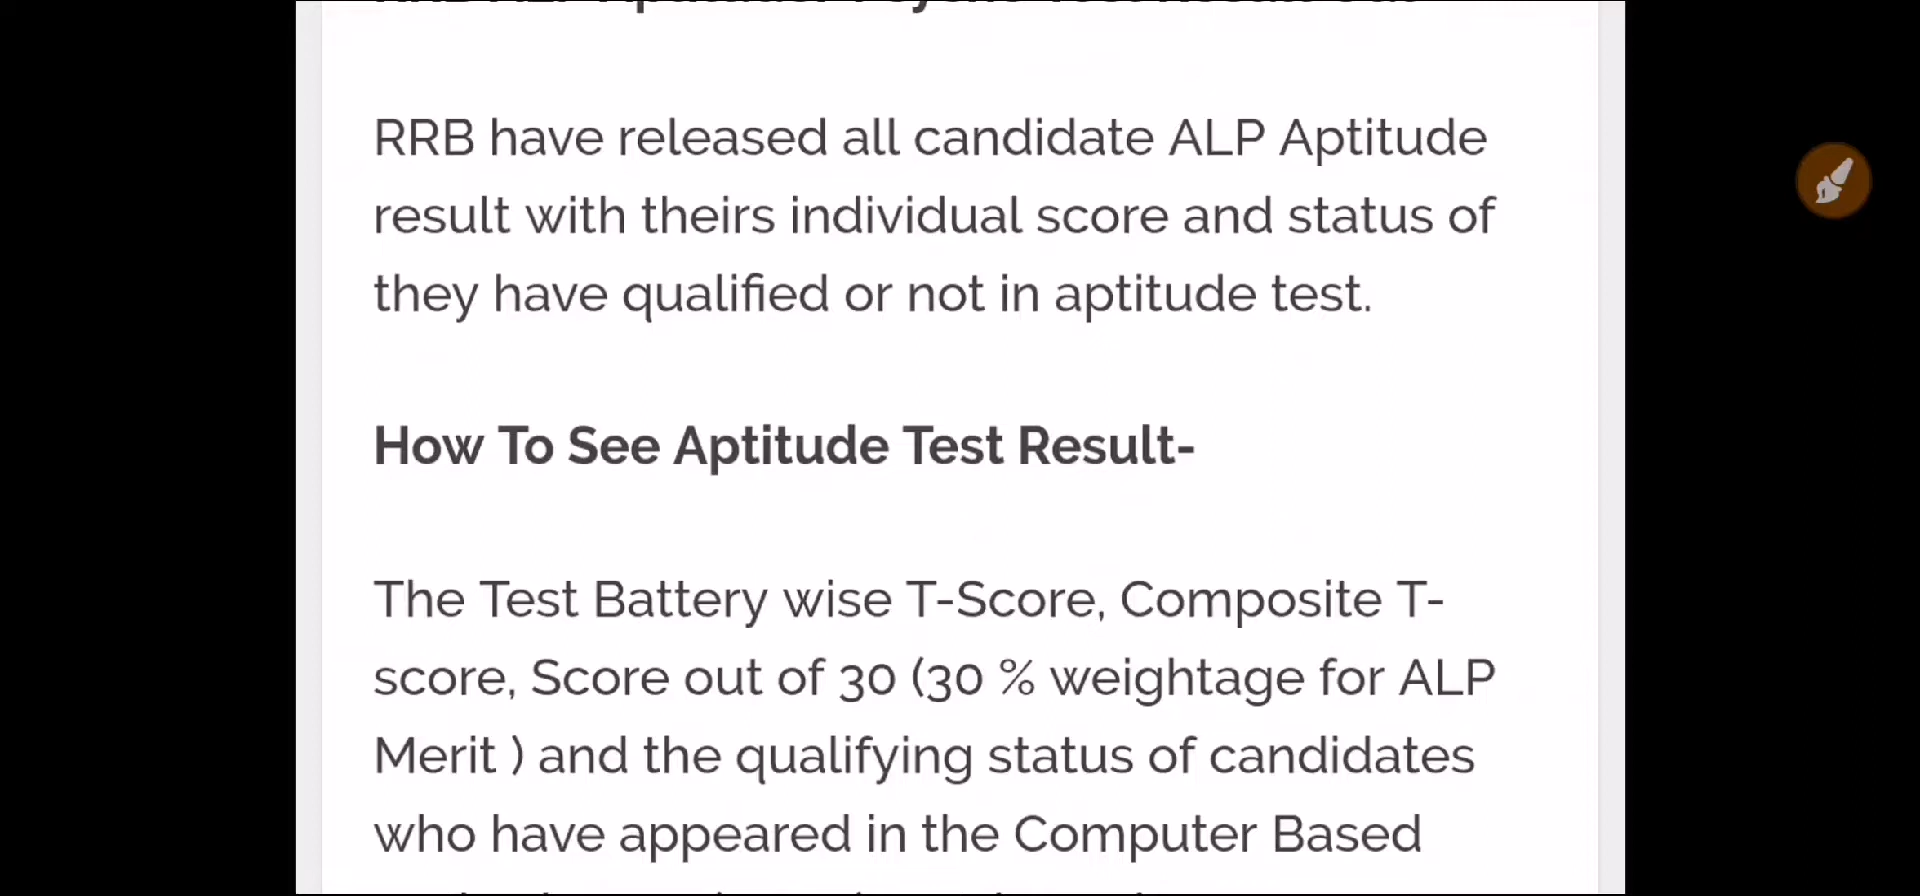 RRB have released all candidate ALP Aptitude
result with theirs individual score and status of
they have qualified or not in aptitude test.
How To See Aptitude Test Result-
The Test Battery wise T-Score, Composite T-
score, Score out of 30 (30 % weightage for ALP
Merit ) and the qualifying status of candidates
who have appeared in the Computer Based